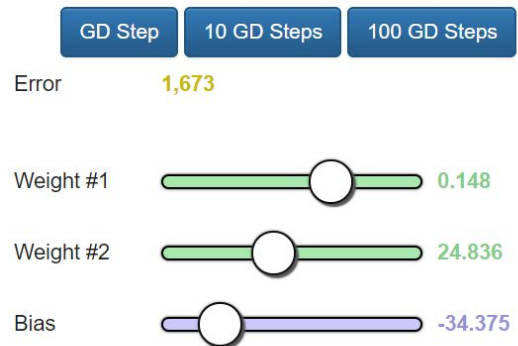 GD Step 10 GD Steps 100 GD Steps
Error 1,673
Weight #1 0.148
Weight #2 24.836
Bias -34.375